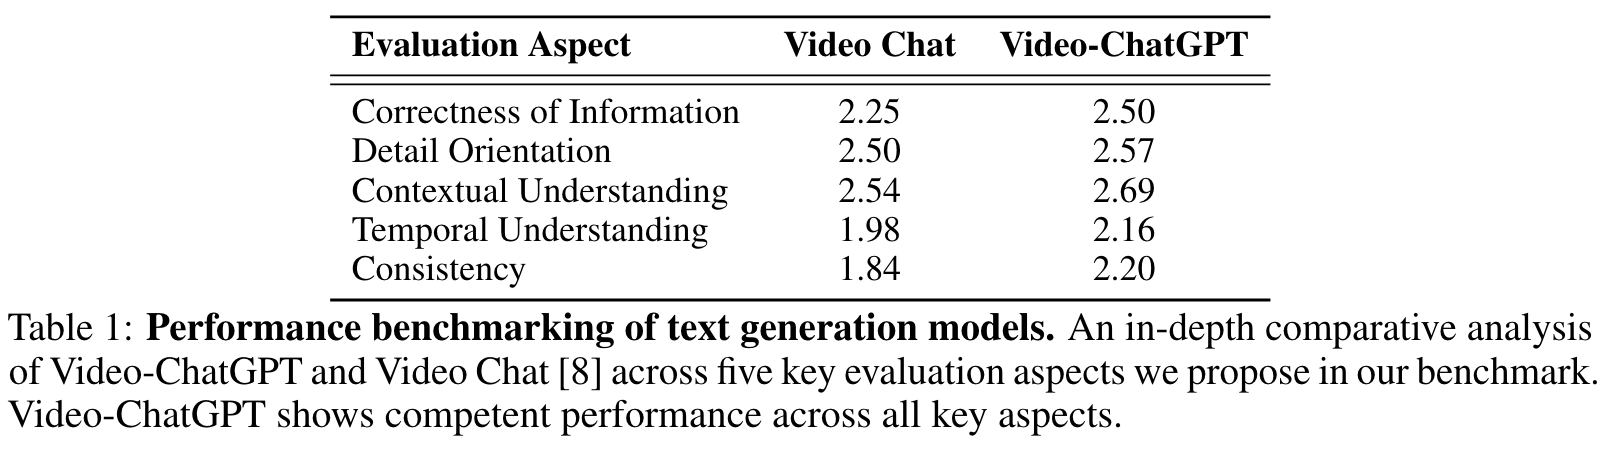 Evaluation Aspect Video Chat Video-ChatGPT
Correctness of Information 2.25 2.50
Detail Orientation 2.50 2.57
Contextual Understanding 2.54 2.69
Temporal Understanding 1.98 2.16
Consistency 1.84 2.20
Table 1: Performance benchmarking of text generation models. An in-depth comparative analysis
of Video-ChatGPT and Video Chat [8] across five key evaluation aspects we propose in our benchmark.
Video-ChatGPT shows competent performance across all key aspects.